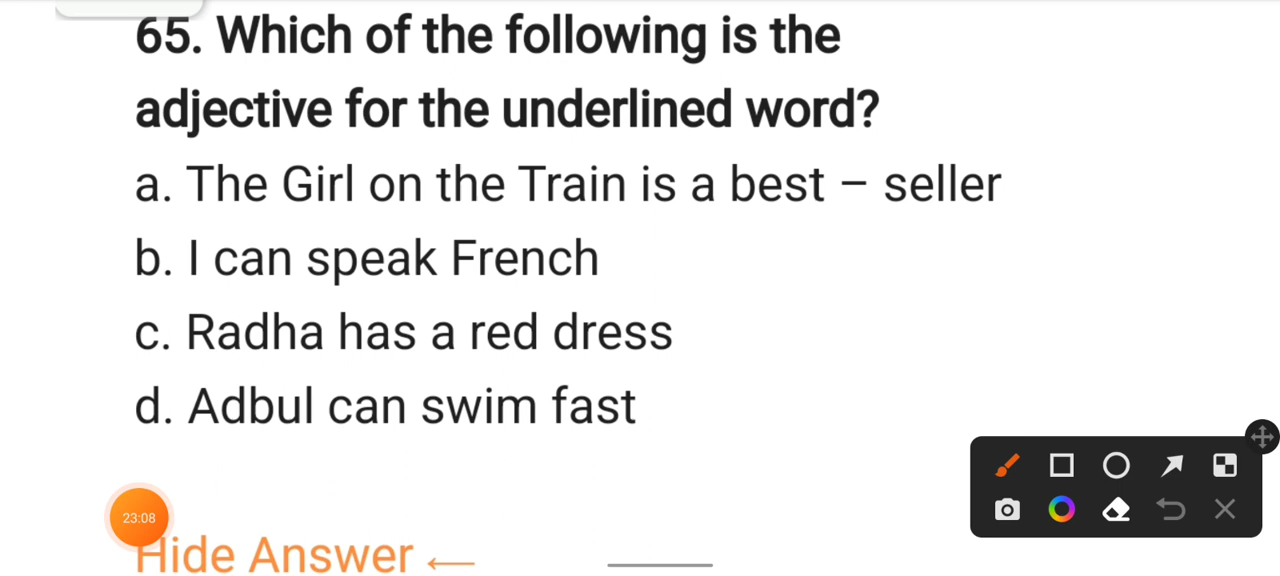 65. Which of the following is the
adjective for the underlined word?
a. The Girl on the Train is a best – seller
b. I can speak French
c. Radha has a red dress
d. Adbul can swim fast
23:08
Hide Answer ←